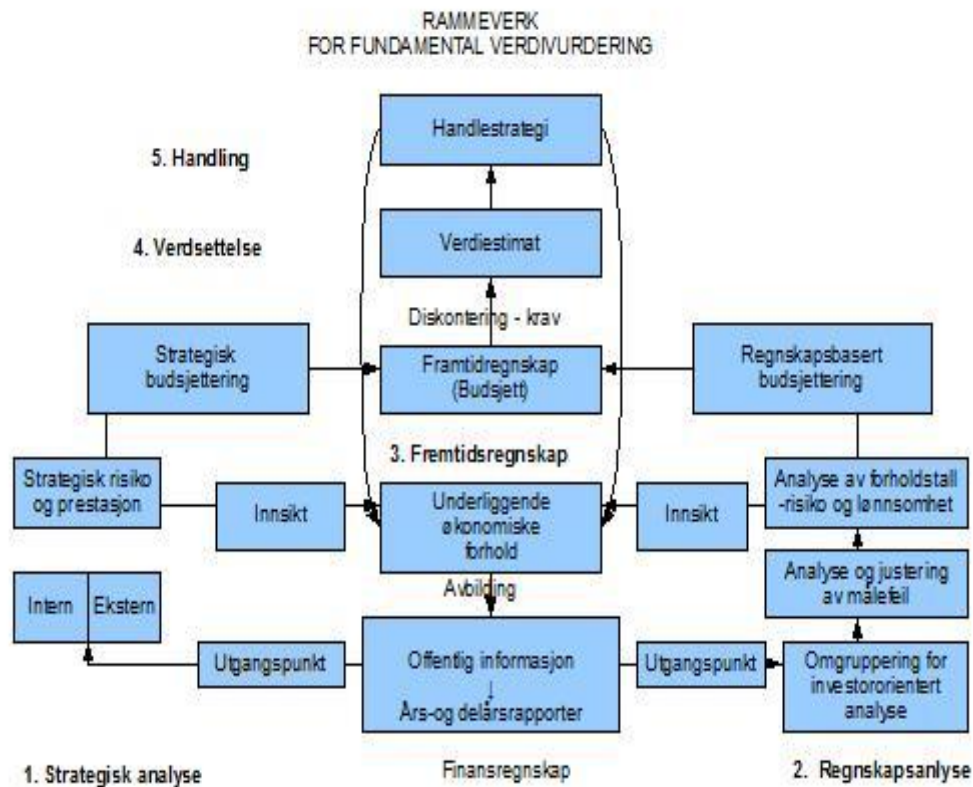 RAMMEVERK
FOR FUNDAMENTAL VERDIVURDERING
Handlestrategi
5. Handling
4. Verdsettelse
Verdiestimat
Diskontering - krav
Strategisk
budsjettering
Framtidregnskap
(Budsjett)
Regnskapsbasert
budsjettering
3. Fremtidsregnskap
Strategisk risiko
og prestasjon
Innsikt
Underliggende
økonomiske
forhold
Innsikt
Analyse av forholdstall
-risiko og lønnsomhet
Avbilding
Analyse og justering
av målefeil
Intern
Ekstern
Utgangspunkt
Offentlig informasjon
↓
Års-og delårsrapporter
Utgangspunkt
Omgruppering for
investororientert
analyse
1. Strategisk analyse
Finansregnskap
2. Regnskapsanlyse